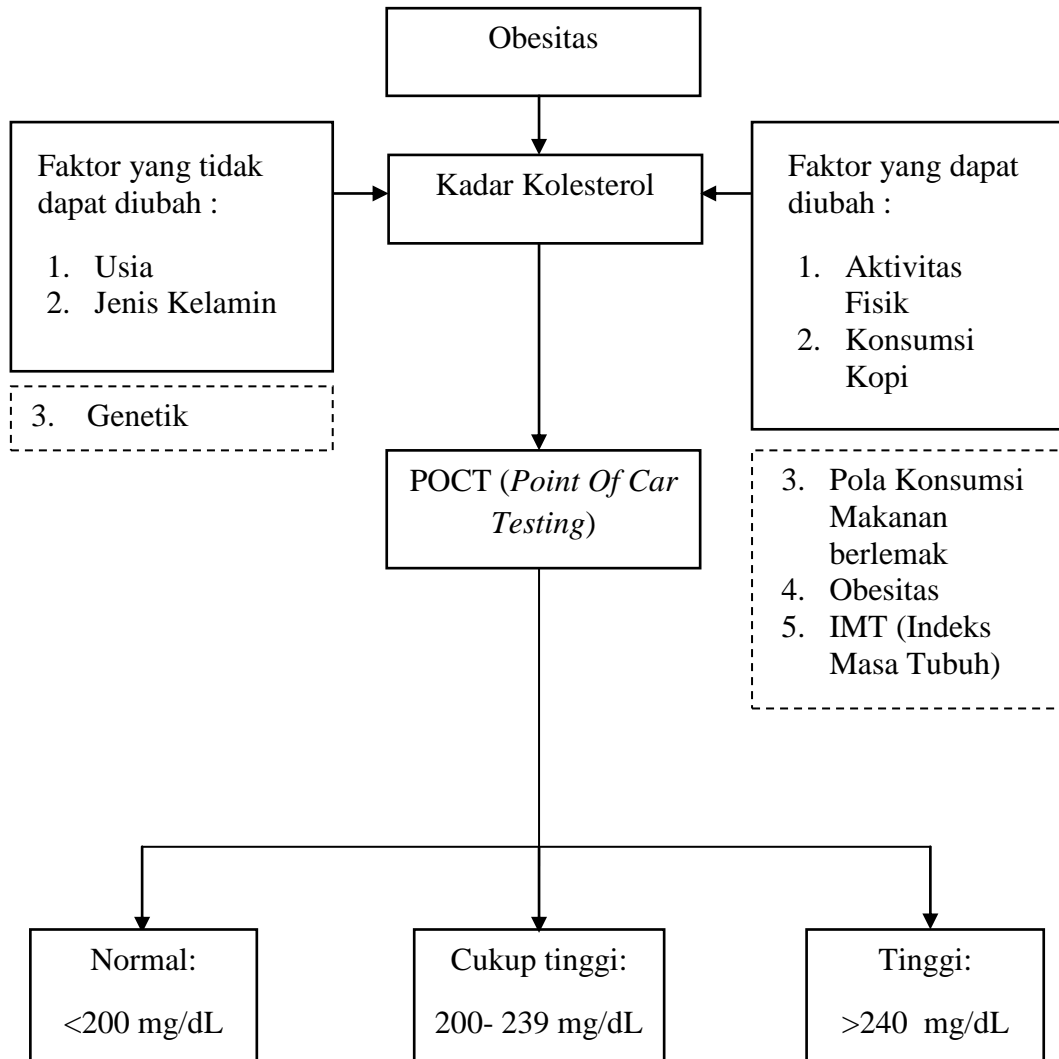 Obesitas
Faktor yang tidak
dapat diubah :
1. Usia
2. Jenis Kelamin
3. Genetik
Kadar Kolesterol
Faktor yang dapat
diubah :
1. Aktivitas
Fisik
2. Konsumsi
Kopi
3. Pola Konsumsi
Makanan
berlemak
4. Obesitas
5. IMT (Indeks
Masa Tubuh)
POCT (Point Of Car
Testing)
Normal:
<200 mg/dL
Cukup tinggi:
200- 239 mg/dL
Tinggi:
>240 mg/dL